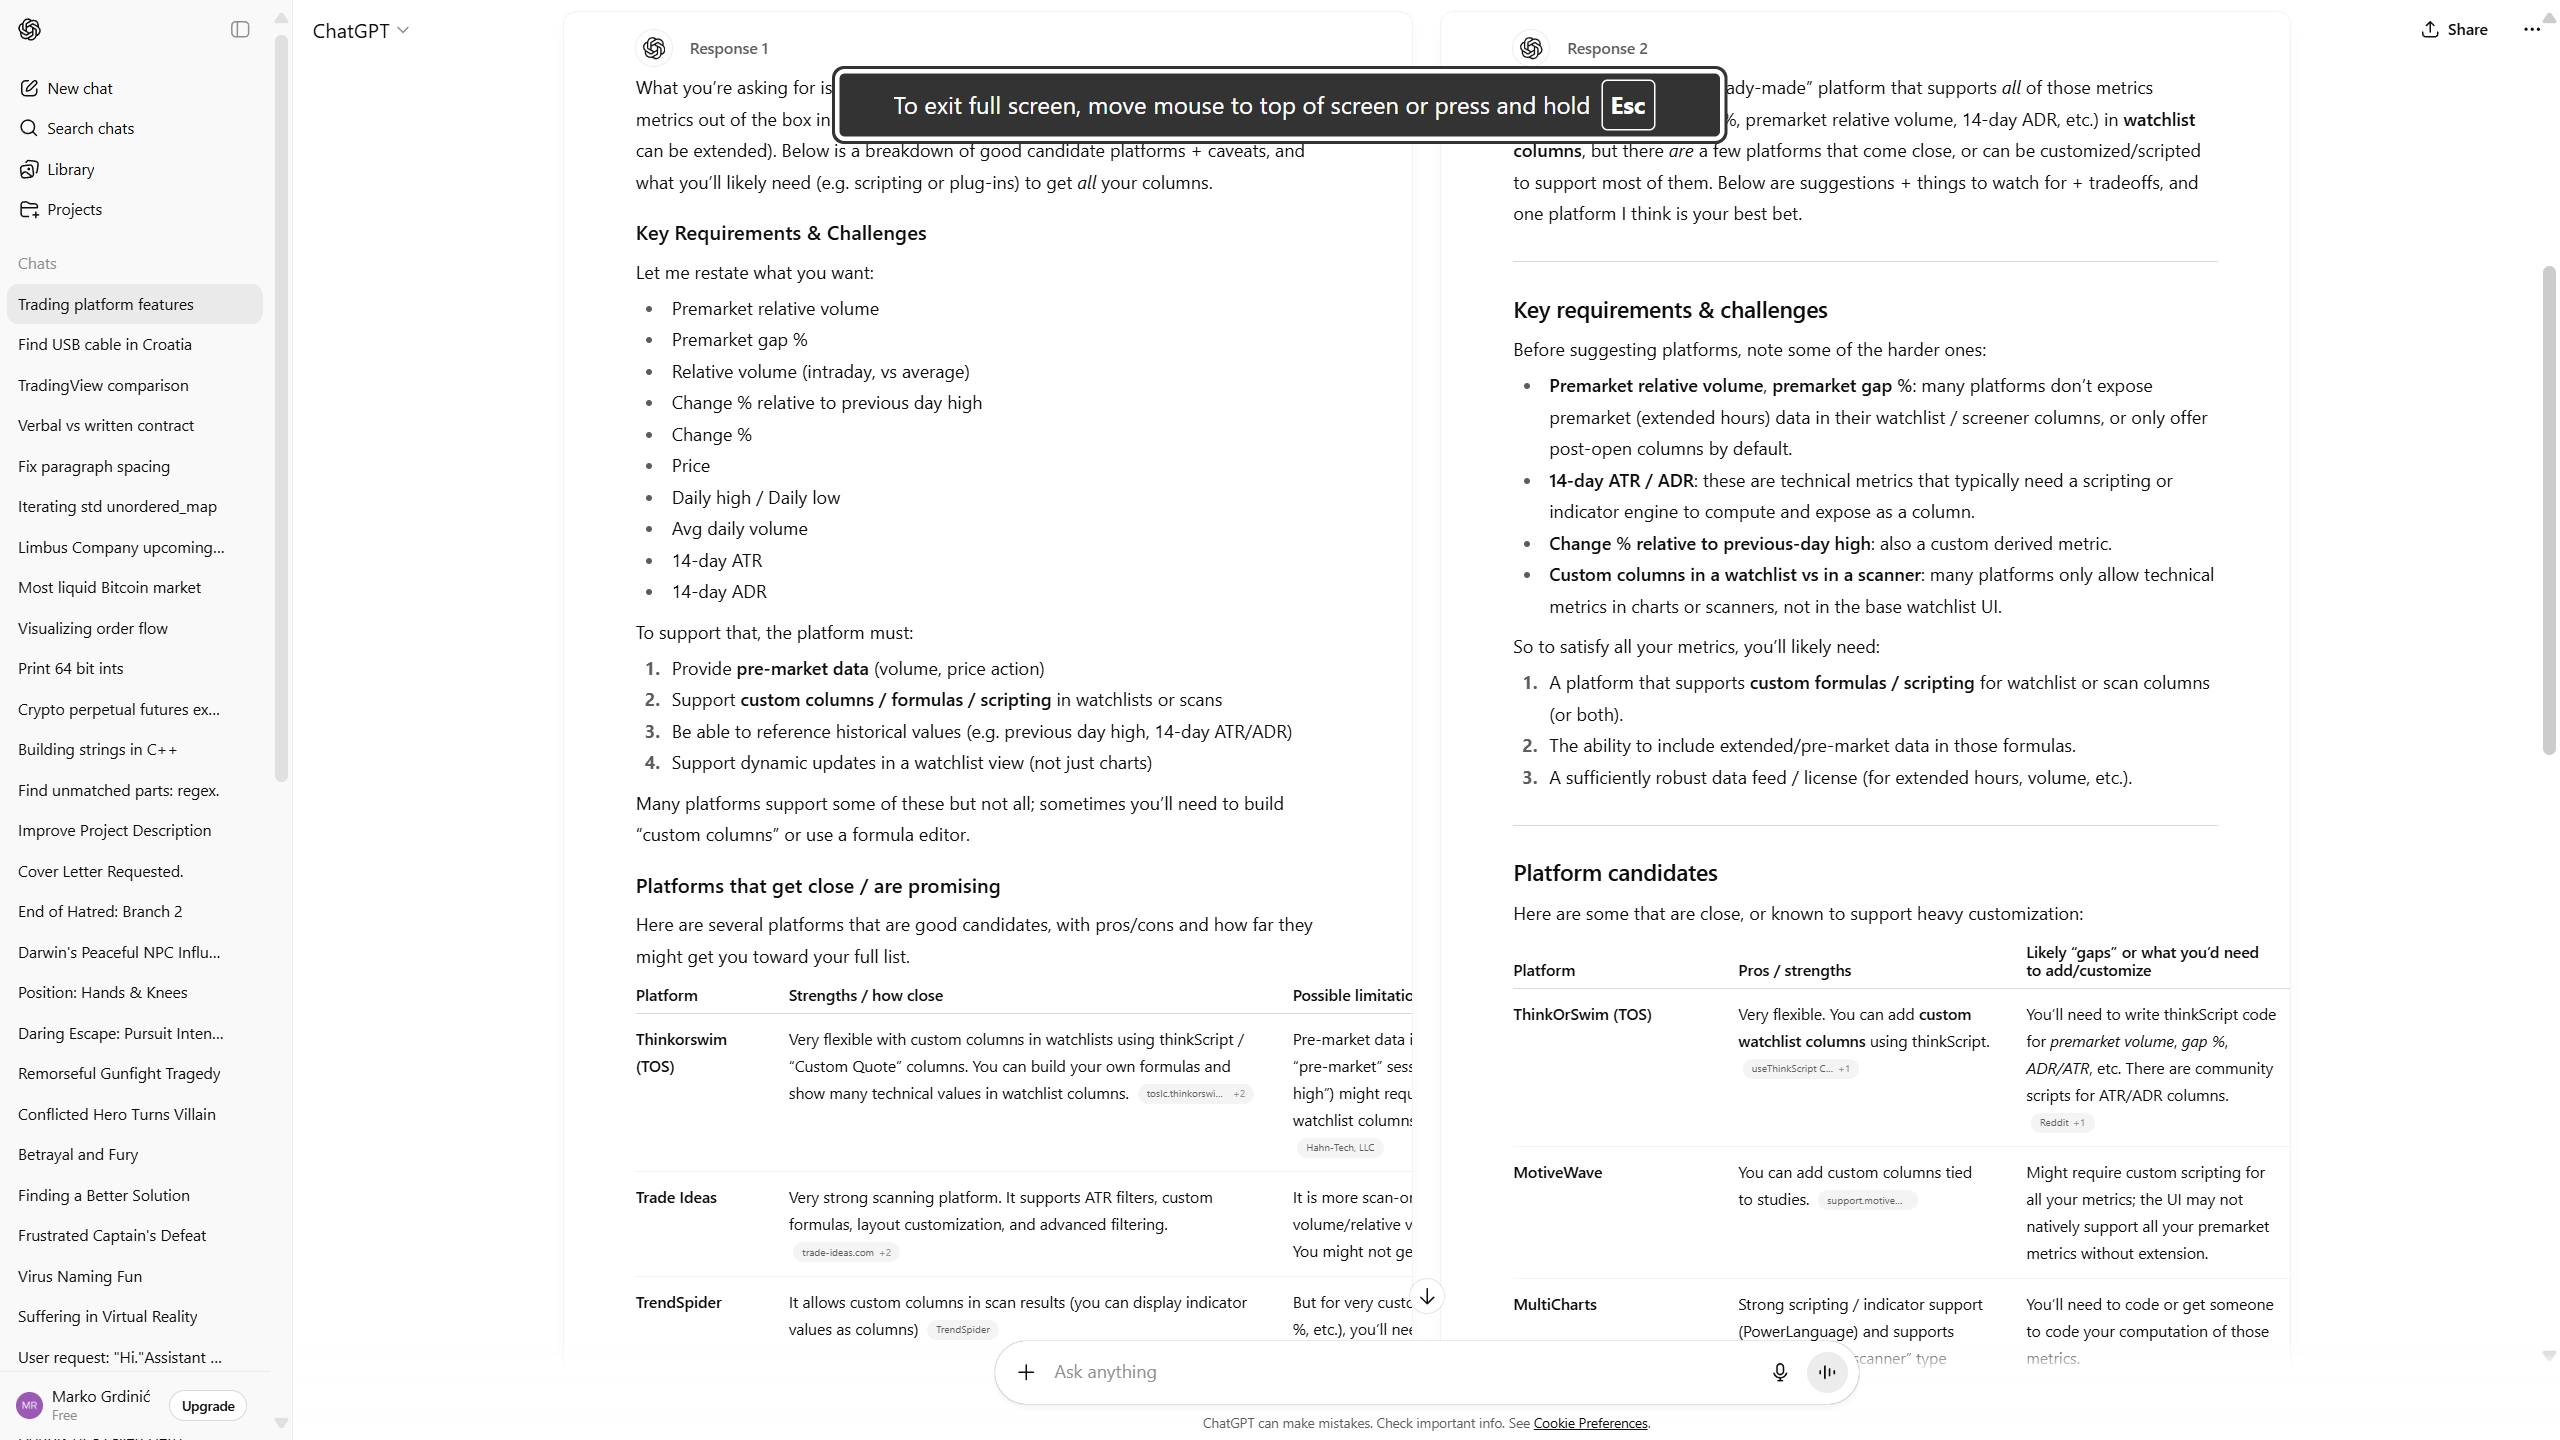 ChatGPT
Share
New chat
Search chats
Library
Projects
Chats
Trading platform features
Find USB cable in Croatia
TradingView comparison
Verbal vs written contract
Fix paragraph spacing
Iterating std unordered_map
Limbus Company upcoming...
Most liquid Bitcoin market
Visualizing order flow
Print 64 bit ints
Crypto perpetual futures ex...
Building strings in C++
Find unmatched parts: regex.
Improve Project Description
Cover Letter Requested.
End of Hatred: Branch 2
Darwin's Peaceful NPC Influ...
Position: Hands & Knees
Daring Escape: Pursuit Inten...
Remorseful Gunfight Tragedy
Conflicted Hero Turns Villain
Betrayal and Fury
Finding a Better Solution
Frustrated Captain's Defeat
Virus Naming Fun
Suffering in Virtual Reality
User request: "Hi."Assistant ...
MR
Marko Grdinić
Free
Upgrade
To exit full screen, move mouse to top of screen or press and hold Esc
Response 1
What you're asking for is
metrics out of the box in
can be extended). Below is a breakdown of good candidate platforms + caveats, and
what you'll likely need (e.g. scripting or plug-ins) to get all your columns.
Key Requirements & Challenges
Let me restate what you want:
• Premarket relative volume
• Premarket gap %
• Relative volume (intraday, vs average)
• Change % relative to previous day high
• Change %
• Price
• Daily high / Daily low
• Avg daily volume
• 14-day ATR
• 14-day ADR
To support that, the platform must:
1. Provide pre-market data (volume, price action)
2. Support custom columns / formulas / scripting in watchlists or scans
3. Be able to reference historical values (e.g. previous day high, 14-day ATR/ADR)
4. Support dynamic updates in a watchlist view (not just charts)
Many platforms support some of these but not all; sometimes you'll need to build
“custom columns” or use a formula editor.
Platforms that get close / are promising
Here are several platforms that are good candidates, with pros/cons and how far they
might get you toward your full list.
Platform Strengths / how close Possible limitatio
Thinkorswim
(TOS)
Very flexible with custom columns in watchlists using thinkScript /
“Custom Quote” columns. You can build your own formulas and
show many technical values in watchlist columns. toslc.thinkorswi... +2
Pre-market data i
“pre-market” sess
high”) might requ
watchlist columns
Hahn-Tech, LLC
Trade Ideas
Very strong scanning platform. It supports ATR filters, custom
formulas, layout customization, and advanced filtering.
trade-ideas.com +2
It is more scan-or
volume/relative v
You might not ge
TrendSpider
It allows custom columns in scan results (you can display indicator
values as columns) TrendSpider
But for very custo
%, etc.), you'll nee
Response 2
ady-made” platform that supports all of those metrics
%, premarket relative volume, 14-day ADR, etc.) in watchlist
columns, but there are a few platforms that come close, or can be customized/scripted
to support most of them. Below are suggestions + things to watch for + tradeoffs, and
one platform I think is your best bet.
Key requirements & challenges
Before suggesting platforms, note some of the harder ones:
• Premarket relative volume, premarket gap %: many platforms don't expose
premarket (extended hours) data in their watchlist / screener columns, or only offer
post-open columns by default.
• 14-day ATR / ADR: these are technical metrics that typically need a scripting or
indicator engine to compute and expose as a column.
• Change % relative to previous-day high: also a custom derived metric.
• Custom columns in a watchlist vs in a scanner: many platforms only allow technical
metrics in charts or scanners, not in the base watchlist UI.
So to satisfy all your metrics, you'll likely need:
1. A platform that supports custom formulas / scripting for watchlist or scan columns
(or both).
2. The ability to include extended/pre-market data in those formulas.
3. A sufficiently robust data feed / license (for extended hours, volume, etc.).
Platform candidates
Here are some that are close, or known to support heavy customization:
Platform Pros / strengths Likely “gaps” or what you'd need
to add/customize
ThinkOrSwim (TOS)
Very flexible. You can add custom
watchlist columns using thinkScript.
useThinkScript C... +1
You'll need to write thinkScript code
for premarket volume, gap %,
ADR/ATR, etc. There are community
scripts for ATR/ADR columns.
Reddit +1
MotiveWave
You can add custom columns tied
to studies. support.motive...
Might require custom scripting for
all your metrics; the UI may not
natively support all your premarket
metrics without extension.
MultiCharts
Strong scripting / indicator support
(PowerLanguage) and supports
scanner” type
You'll need to code or get someone
to code your computation of those
metrics.
Ask anything
ChatGPT can make mistakes. Check important info. See Cookie Preferences.